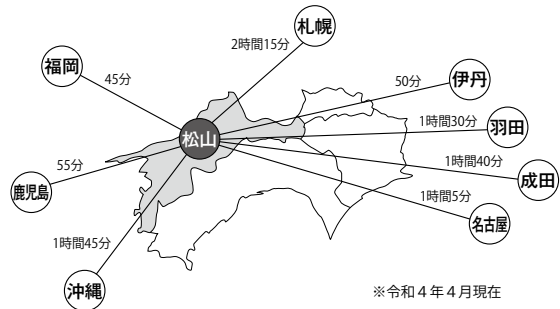 札幌
2時間15分
福岡
45分
50分
伊丹
1時間30分
羽田
松山
1時間40分
成田
55分
鹿児島
1時間5分
名古屋
1時間45分
沖縄
※令和4年4月現在